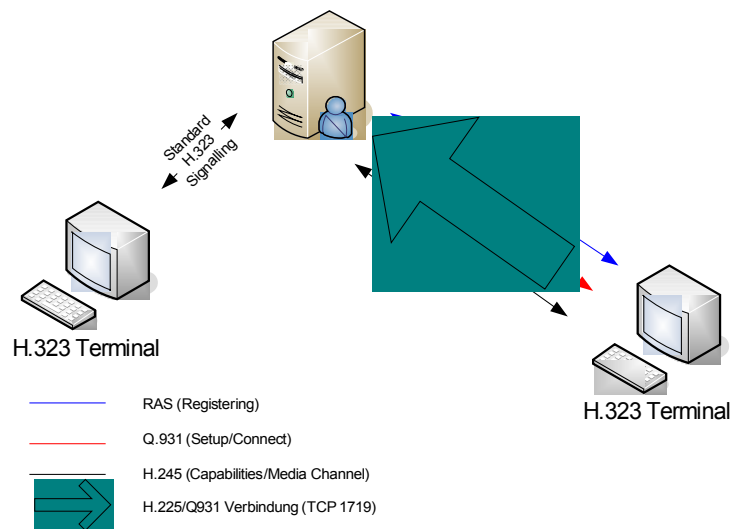 Standard
H.323
Signalling
H.323 Terminal
H.323 Terminal
RAS (Registering)
Q.931 (Setup/Connect)
H.245 (Capabilities/Media Channel)
H.225/Q931 Verbindung (TCP 1719)